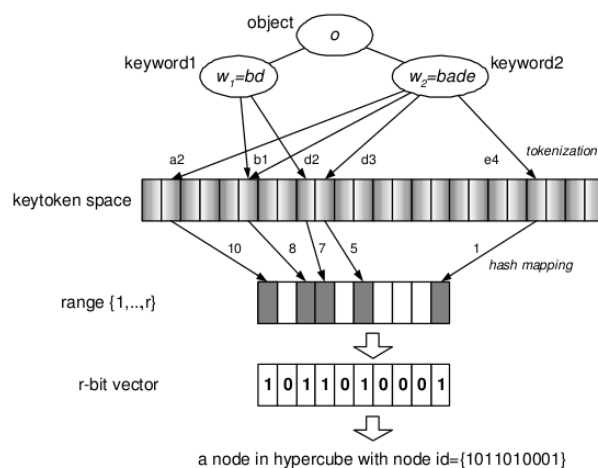 object
o
keyword1
keyword2
w1=bd
w2=bade
a2 b1 d2 d3 e4 tokenization
keytoken space
10 8 7 5 1
hash mapping
range {1,..,r}
r-bit vector
1 0 1 1 0 1 0 0 0 1
a node in hypercube with node id={1011010001}